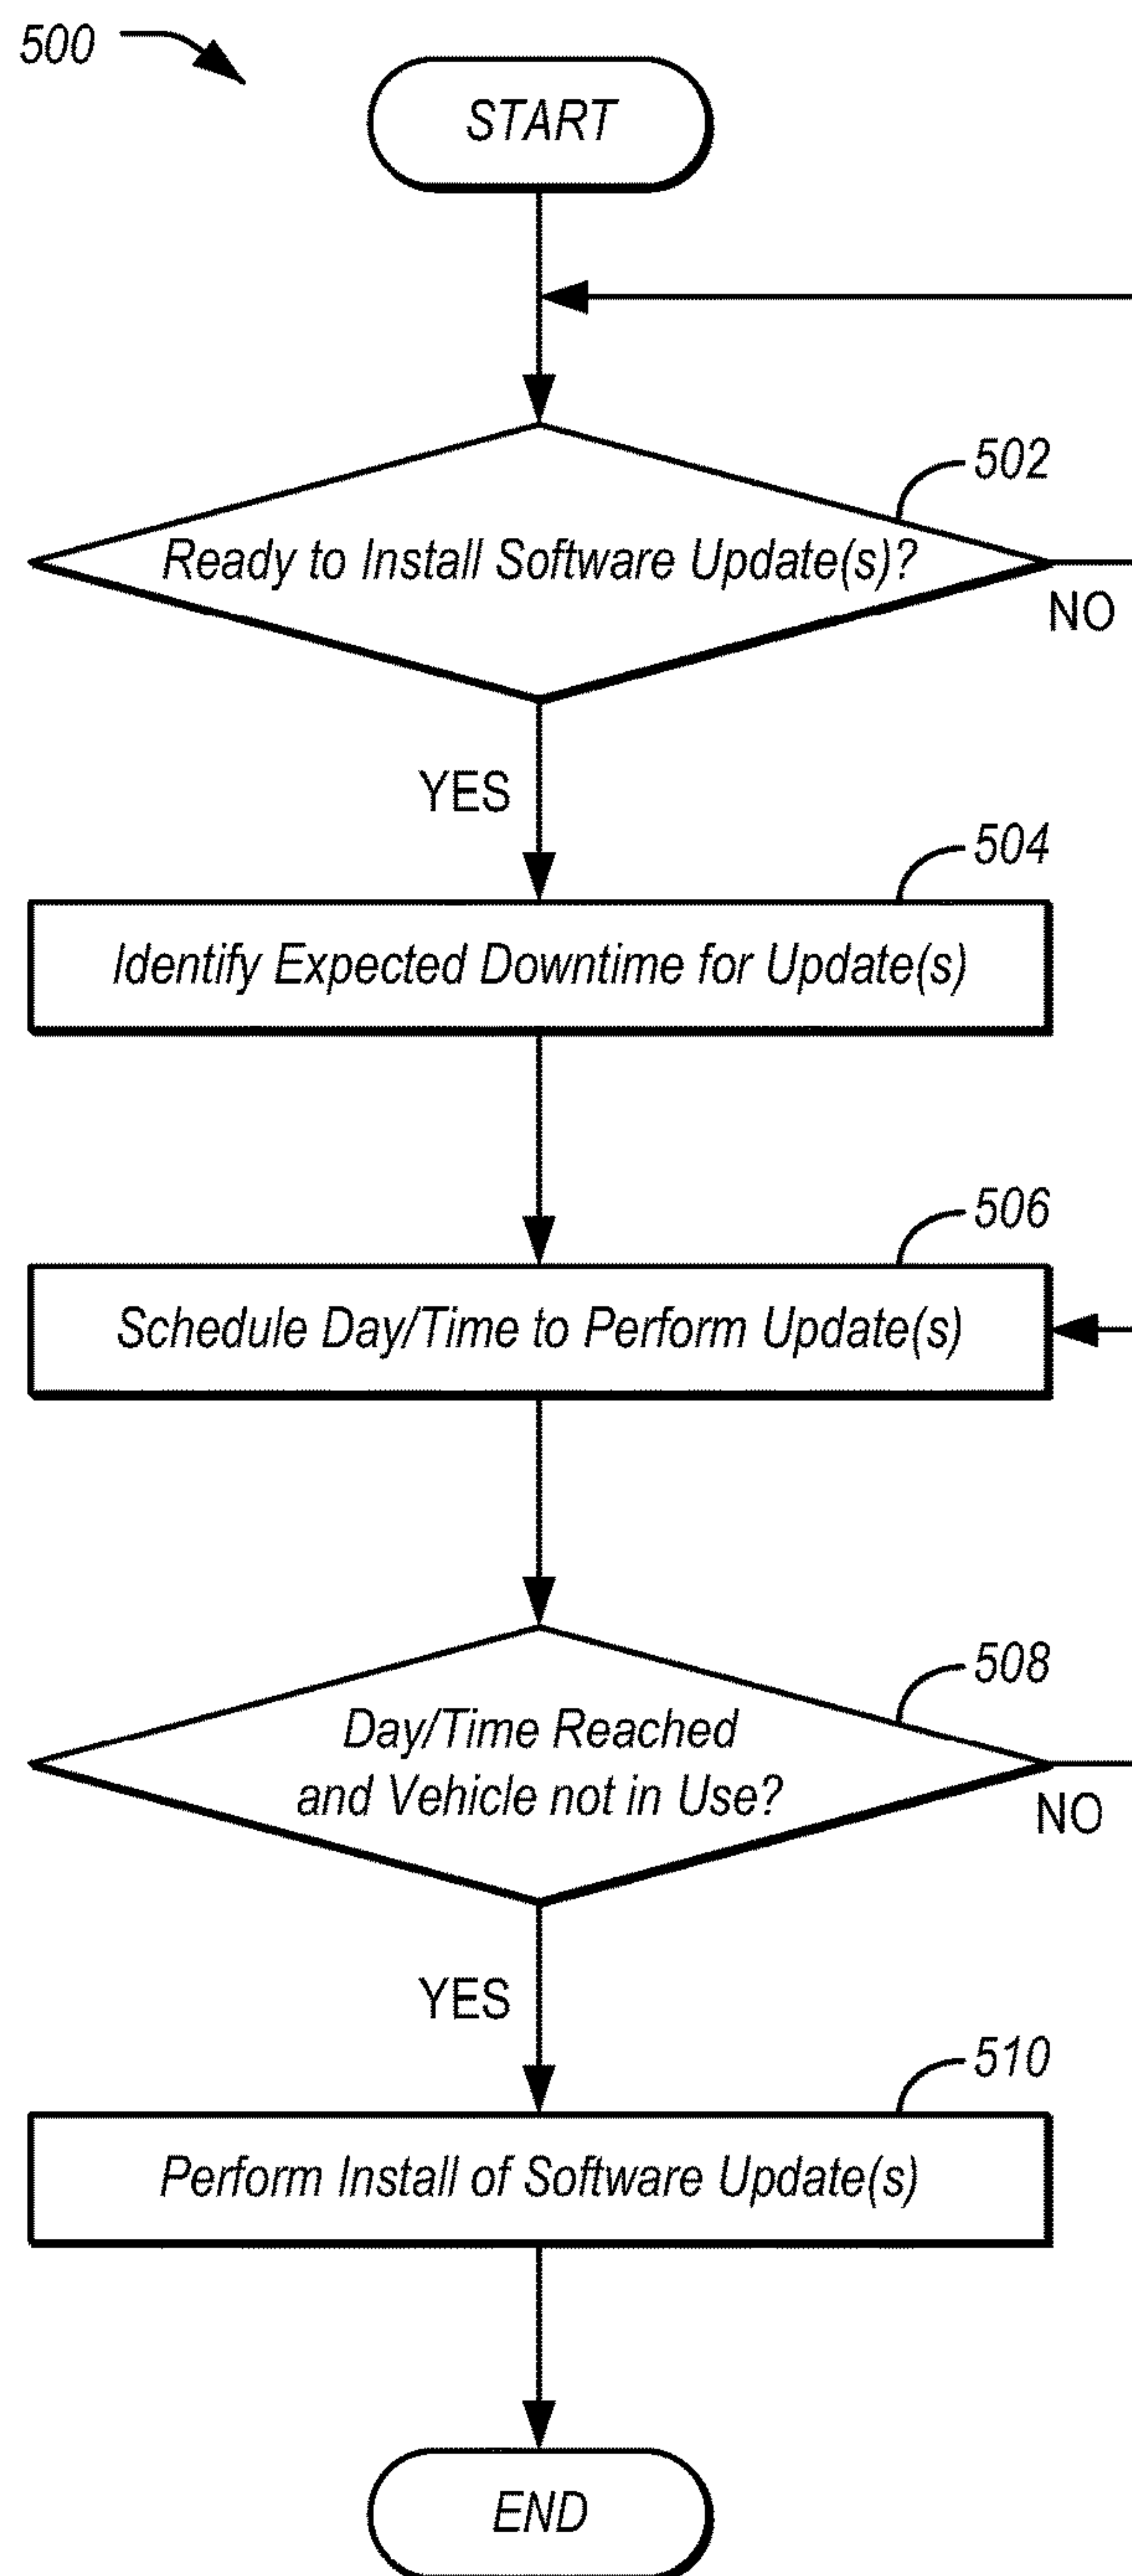 500
START
502
Ready to Install Software Update(s)?
NO
YES
504
Identify Expected Downtime for Update(s)
506
Schedule Day/Time to Perform Update(s)
508
Day/Time Reached
and Vehicle not in Use?
NO
YES
510
Perform Install of Software Update(s)
END